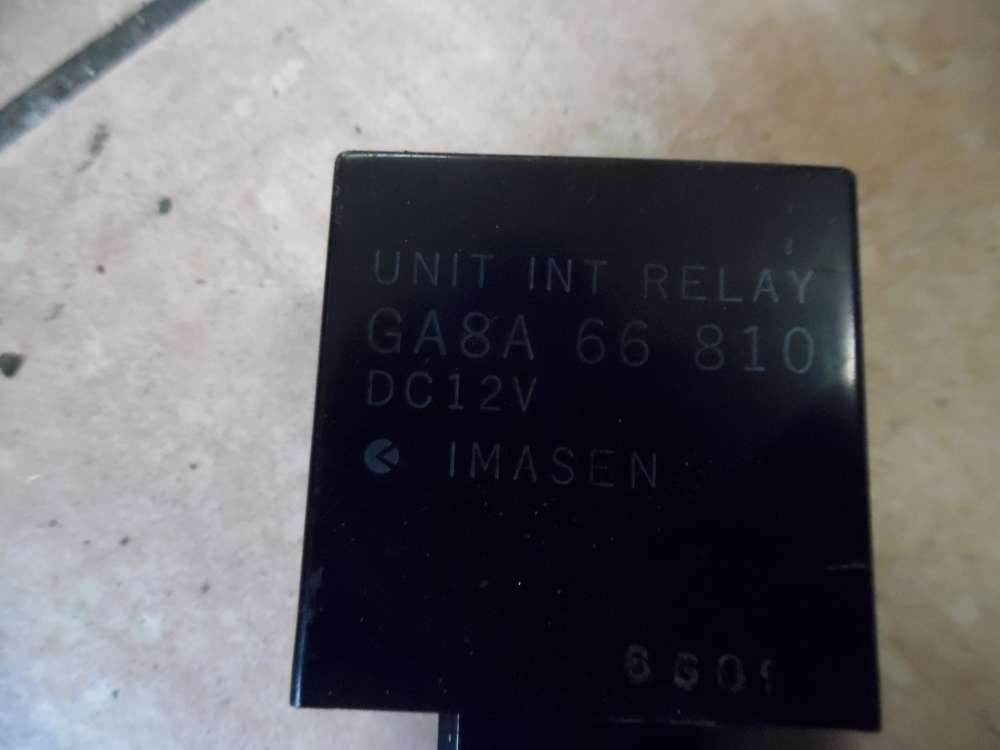 UNIT INT RELAY
GA8A 66 810
DC12V
IMASEN